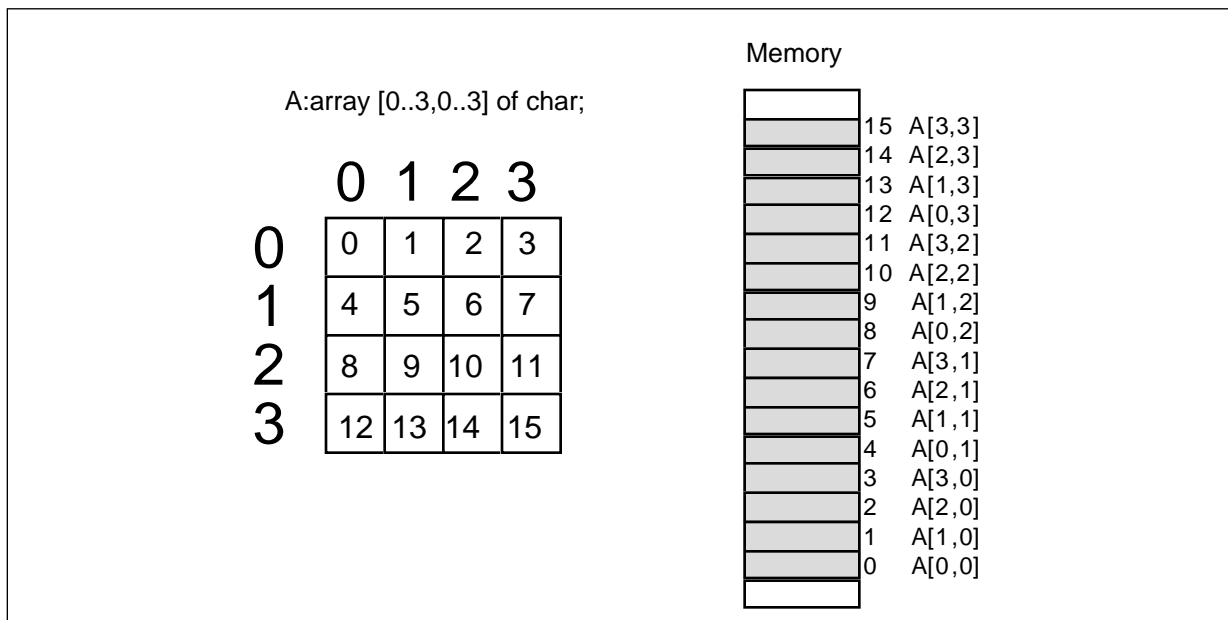 A:array [0..3,0..3] of char;
0 1 2 3
0 0 1 2 3
1 4 5 6 7
2 8 9 10 11
3 12 13 14 15
Memory
15 A[3,3]
14 A[2,3]
13 A[1,3]
12 A[0,3]
11 A[3,2]
10 A[2,2]
9 A[1,2]
8 A[0,2]
7 A[3,1]
6 A[2,1]
5 A[1,1]
4 A[0,1]
3 A[3,0]
2 A[2,0]
1 A[1,0]
0 A[0,0]